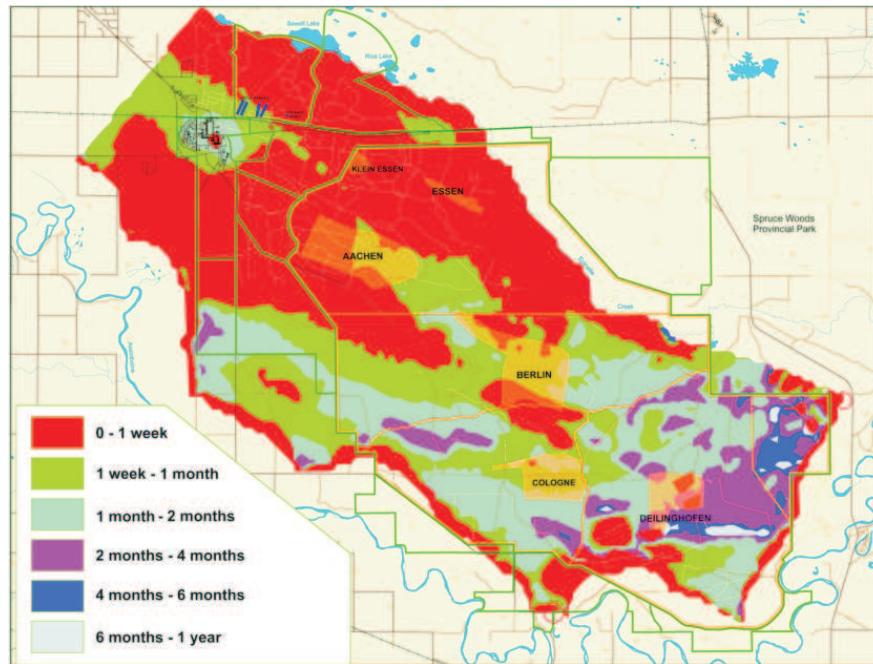 Sewell Lake
Rice Lake
KLEIN ESSEN
ESSEN
Spruce Woods
Provincial Park
AACHEN
Epinette
Creek
Assiniboine
BERLIN
COLOGNE
DEILINGHOFEN
0 - 1 week
1 week - 1 month
1 month - 2 months
2 months - 4 months
4 months - 6 months
6 months - 1 year